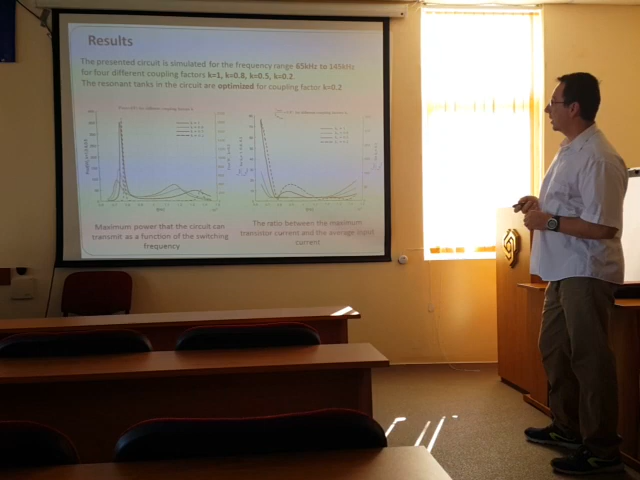 Results
The presented circuit is simulated for the frequency range 65kHz to 145kHz
for four different coupling factors k=1, k=0.8, k=0.5, k=0.2.
The resonant tanks in the circuit are optimized for coupling factor k=0.2
Maximum power that the circuit can
transmit as a function of the switching
frequency
The ratio between the maximum
transistor current and the average input
current